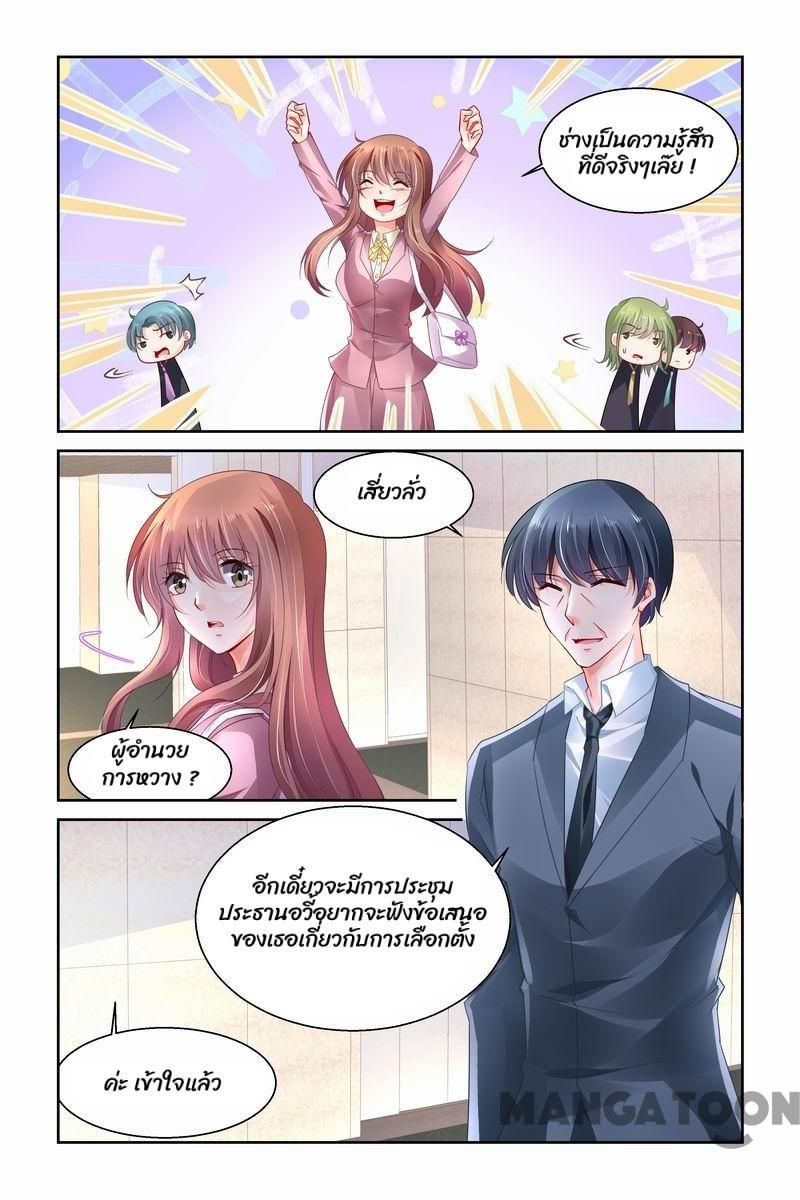 ช่างเป็นความรู้สึก
ที่ดีจริงๆเลัย !
เสี่ยวลั่ว
ผู้อำนวย
การหวาง ?
อีกเดี๋ยวจะมีการประชุม
ประธานอวี้อยากจะฟังข้อเสนอ
ของเธอเกี่ยวกับการเลือกตั้ง
ค่ะ เข้าใจแล้ว
MANGATOON